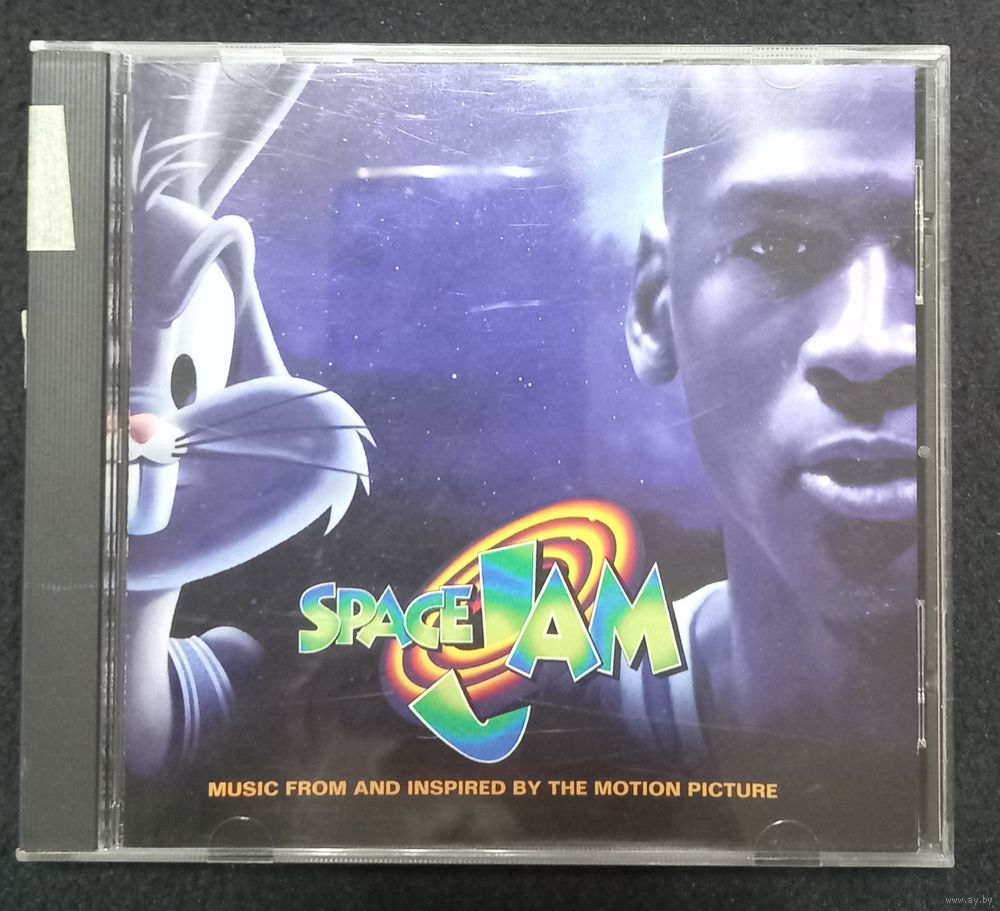 SPACE JAM
MUSIC FROM AND INSPIRED BY THE MOTION PICTURE
www.ay.by